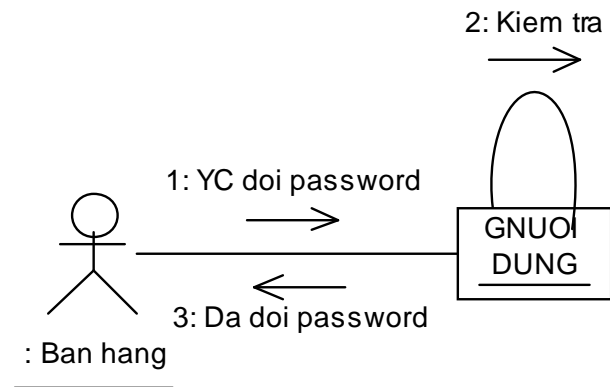 2: Kiem tra
1: YC doi password
GNUOI
DUNG
3: Da doi password
: Ban hang